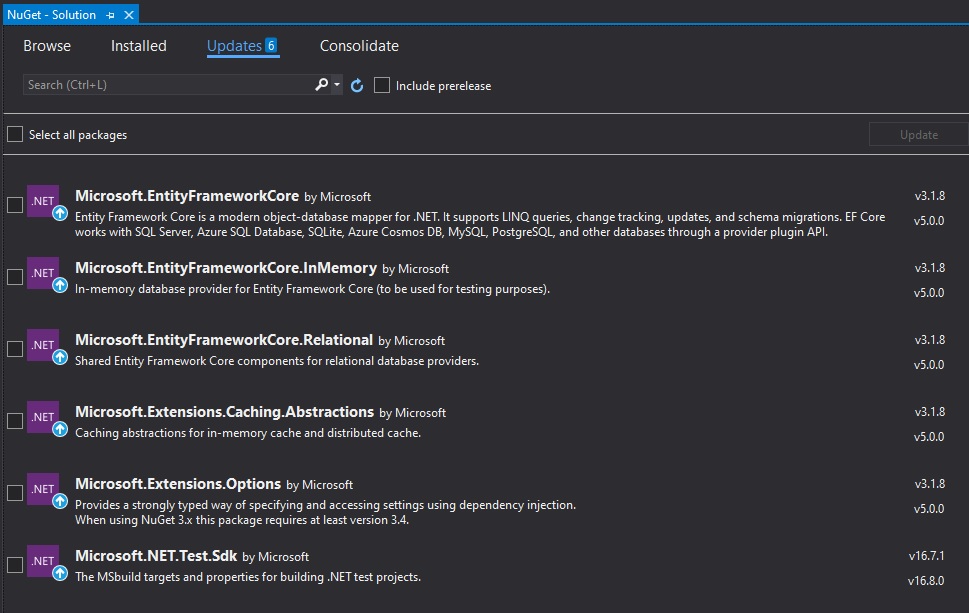 NuGet - Solution
Browse Installed Updates 6 Consolidate
Search (Ctrl+L) Include prerelease
Select all packages Update
.NET Microsoft.EntityFrameworkCore by Microsoft v3.1.8
Entity Framework Core is a modern object-database mapper for .NET. It supports LINQ queries, change tracking, updates, and schema migrations. EF Core v5.0.0
works with SQL Server, Azure SQL Database, SQLite, Azure Cosmos DB, MySQL, PostgreSQL, and other databases through a provider plugin API.
.NET Microsoft.EntityFrameworkCore.InMemory by Microsoft v3.1.8
In-memory database provider for Entity Framework Core (to be used for testing purposes). v5.0.0
.NET Microsoft.EntityFrameworkCore.Relational by Microsoft v3.1.8
Shared Entity Framework Core components for relational database providers. v5.0.0
.NET Microsoft.Extensions.Caching.Abstractions by Microsoft v3.1.8
Caching abstractions for in-memory cache and distributed cache. v5.0.0
.NET Microsoft.Extensions.Options by Microsoft v3.1.8
Provides a strongly typed way of specifying and accessing settings using dependency injection. v5.0.0
When using NuGet 3.x this package requires at least version 3.4.
.NET Microsoft.NET.Test.Sdk by Microsoft v16.7.1
The MSbuild targets and properties for building .NET test projects. v16.8.0